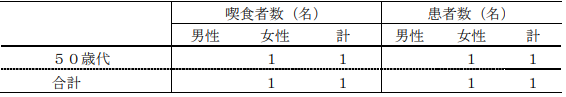 喫食者数（名） 患者数（名）
男性 女性 計 男性 女性 計
５０歳代 1 1 1 1
合計 1 1 1 1